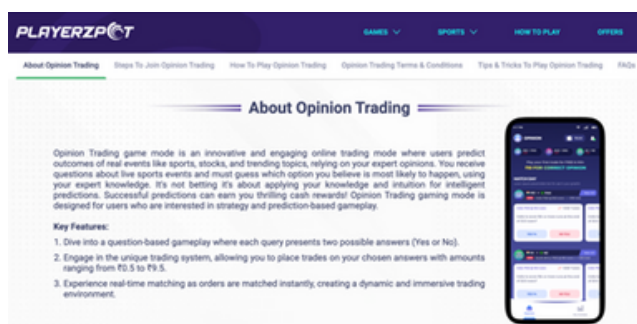 PLAYERZPOT
GAMES SPORTS HOW TO PLAY OFFERS
About Opinion Trading Steps To Join Opinion Trading How To Play Opinion Trading Opinion Trading Terms & Conditions Tips & Tricks To Play Opinion Trading FAQs
About Opinion Trading
Opinion Trading game mode is an innovative and engaging online trading mode where users predict
outcomes of real events like sports, stocks, and trending topics, relying on your expert opinions. You receive
questions about live sports events and must guess which option you believe is most likely to happen, using
your expert knowledge. It's not betting it's about applying your knowledge and intuition for intelligent
predictions. Successful predictions can earn you thrilling cash rewards! Opinion Trading gaming mode is
designed for users who are interested in strategy and prediction-based gameplay.
Key Features:
1. Dive into a question-based gameplay where each query presents two possible answers (Yes or No).
2. Engage in the unique trading system, allowing you to place trades on your chosen answers with amounts
ranging from ₹0.5 to ₹9.5.
3. Experience real-time matching as orders are matched instantly, creating a dynamic and immersive trading
environment.
OPINION